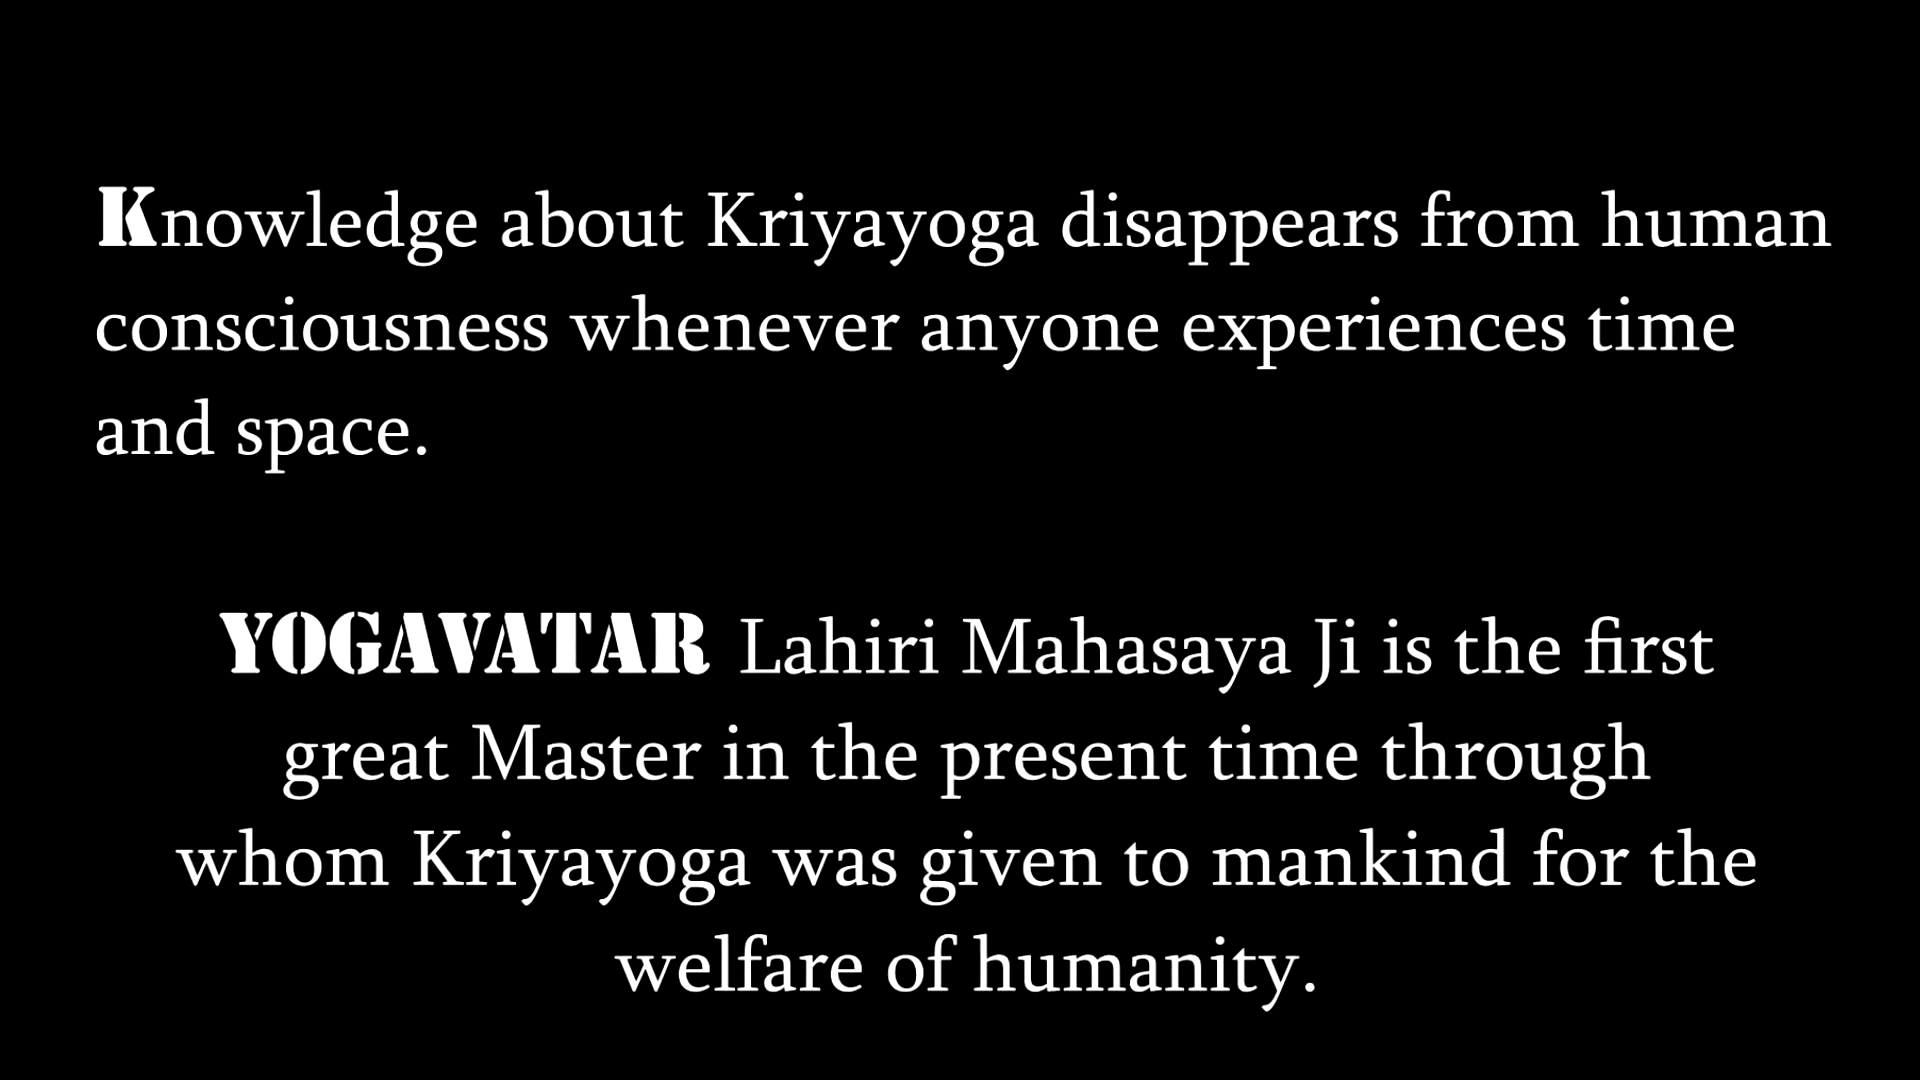 Knowledge about Kriyayoga disappears from human
consciousness whenever anyone experiences time
and space.
YOGAVATAR Lahiri Mahasaya Ji is the first
great Master in the present time through
whom Kriyayoga was given to mankind for the
welfare of humanity.